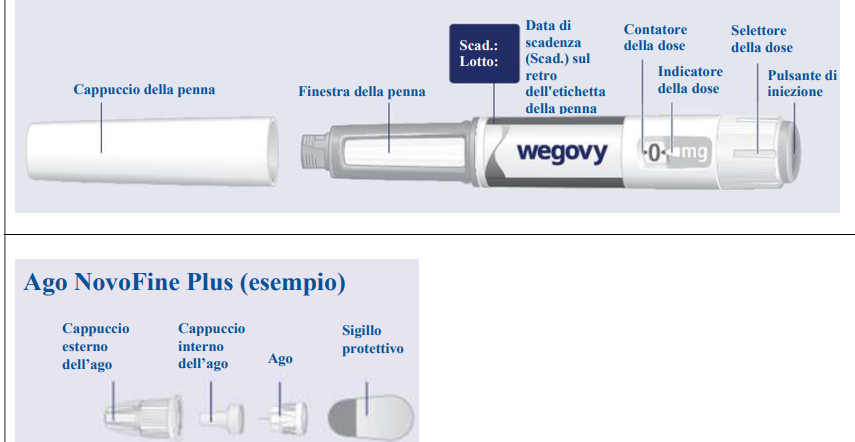 Cappuccio della penna
Finestra della penna
Scad.:
Lotto:
Data di
scadenza
(Scad.) sul
retro
dell'etichetta
della penna
Contatore
della dose
Indicatore
della dose
Selettore
della dose
Pulsante di
iniezione
wegovy
0
mg
Ago NovoFine Plus (esempio)
Cappuccio
esterno
dell’ago
Cappuccio
interno
dell’ago
Ago
Sigillo
protettivo